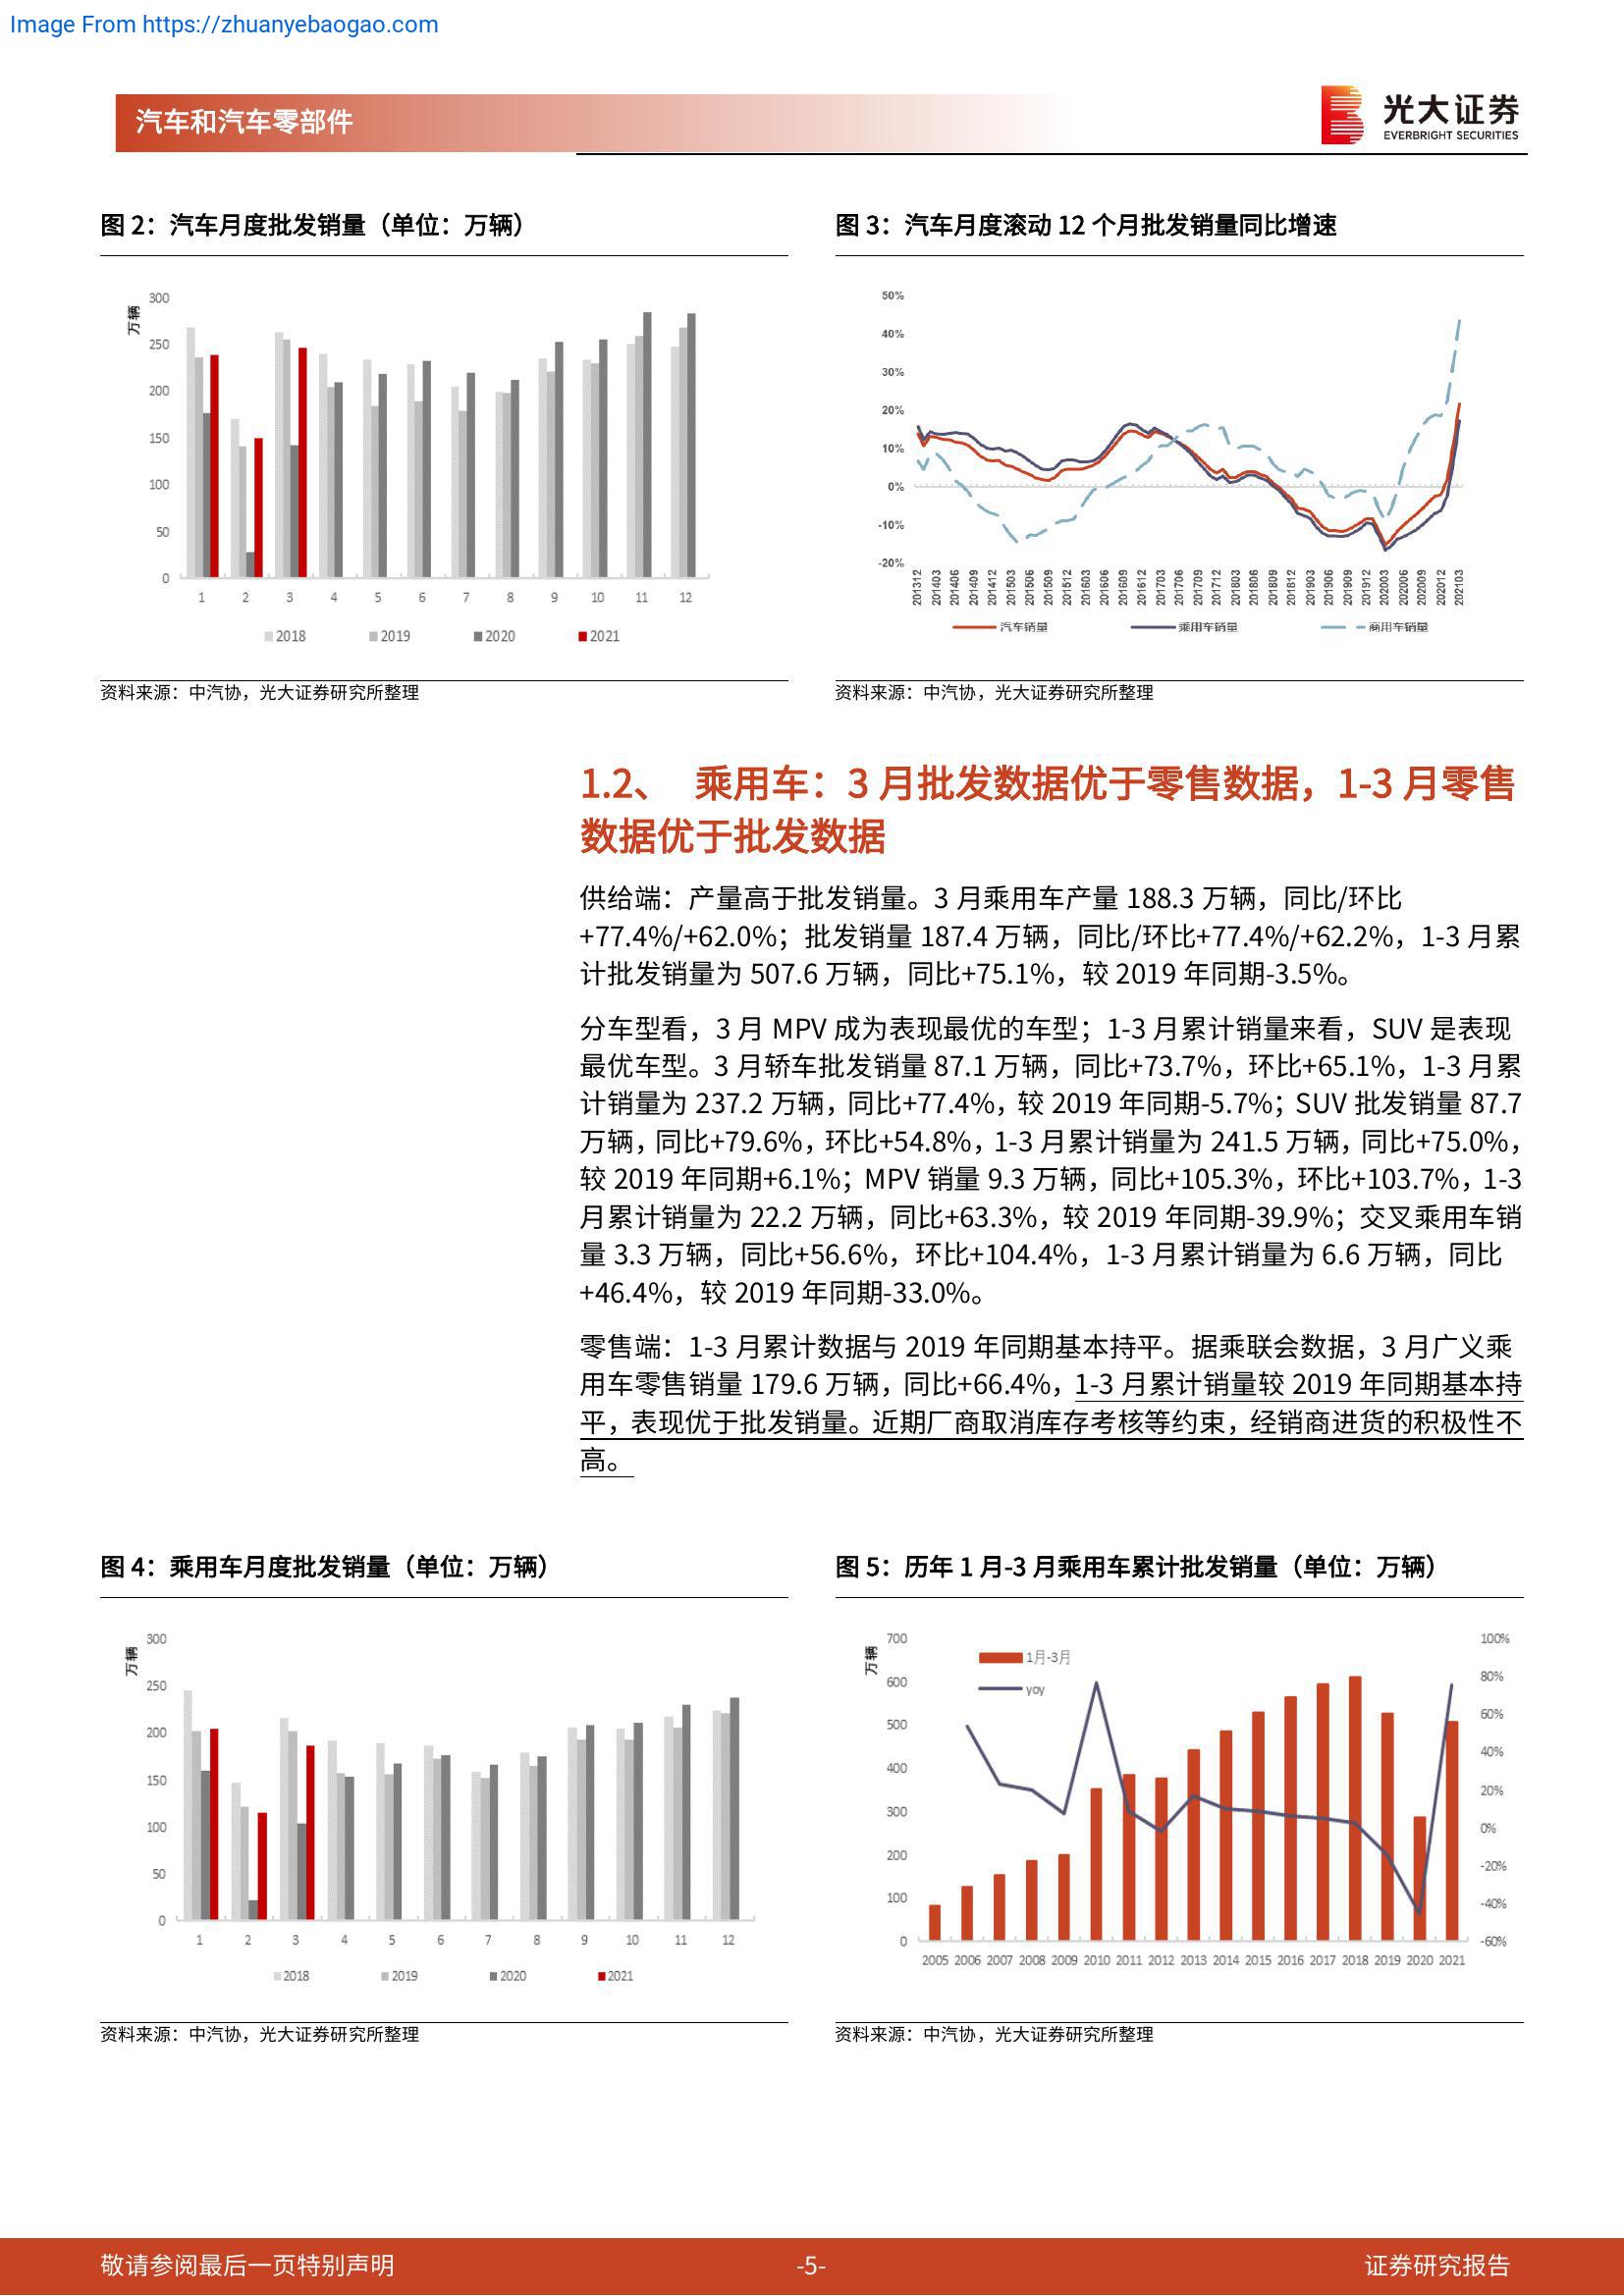 Image From https://zhuanyebaogao.com
汽车和汽车零部件
光大证券
EVERBRIGHT SECURITIES
图 2：汽车月度批发销量（单位：万辆）
万辆
300
250
200
150
100
50
0
1 2 3 4 5 6 7 8 9 10 11 12
2018 2019 2020 2021
资料来源：中汽协，光大证券研究所整理
图 3：汽车月度滚动 12 个月批发销量同比增速
50%
40%
30%
20%
10%
0%
-10%
-20%
201312 201403 201406 201409 201412 201503 201506 201509 201512 201603 201606 201609 201612 201703 201706 201709 201712 201803 201806 201809 201812 201903 201906 201909 201912 202003 202006 202009 202012 202103
汽车销量 乘用车销量 商用车销量
资料来源：中汽协，光大证券研究所整理
1.2、 乘用车：3 月批发数据优于零售数据，1-3 月零售
数据优于批发数据
供给端：产量高于批发销量。3 月乘用车产量 188.3 万辆，同比/环比
+77.4%/+62.0%；批发销量 187.4 万辆，同比/环比+77.4%/+62.2%，1-3 月累
计批发销量为 507.6 万辆，同比+75.1%，较 2019 年同期-3.5%。
分车型看，3 月 MPV 成为表现最优的车型；1-3 月累计销量来看，SUV 是表现
最优车型。3 月轿车批发销量 87.1 万辆，同比+73.7%，环比+65.1%，1-3 月累
计销量为 237.2 万辆，同比+77.4%，较 2019 年同期-5.7%；SUV 批发销量 87.7
万辆，同比+79.6%，环比+54.8%，1-3 月累计销量为 241.5 万辆，同比+75.0%，
较 2019 年同期+6.1%；MPV 销量 9.3 万辆，同比+105.3%，环比+103.7%，1-3
月累计销量为 22.2 万辆，同比+63.3%，较 2019 年同期-39.9%；交叉乘用车销
量 3.3 万辆，同比+56.6%，环比+104.4%，1-3 月累计销量为 6.6 万辆，同比
+46.4%，较 2019 年同期-33.0%。
零售端：1-3 月累计数据与 2019 年同期基本持平。据乘联会数据，3 月广义乘
用车零售销量 179.6 万辆，同比+66.4%，1-3 月累计销量较 2019 年同期基本持
平，表现优于批发销量。近期厂商取消库存考核等约束，经销商进货的积极性不
高。
图 4：乘用车月度批发销量（单位：万辆）
万辆
300
250
200
150
100
50
0
1 2 3 4 5 6 7 8 9 10 11 12
2018 2019 2020 2021
资料来源：中汽协，光大证券研究所整理
图 5：历年 1 月-3 月乘用车累计批发销量（单位：万辆）
万辆
700
600
500
400
300
200
100
0
1月-3月
yoy
100%
80%
60%
40%
20%
0%
-20%
-40%
-60%
2005 2006 2007 2008 2009 2010 2011 2012 2013 2014 2015 2016 2017 2018 2019 2020 2021
资料来源：中汽协，光大证券研究所整理
敬请参阅最后一页特别声明
-5-
证券研究报告